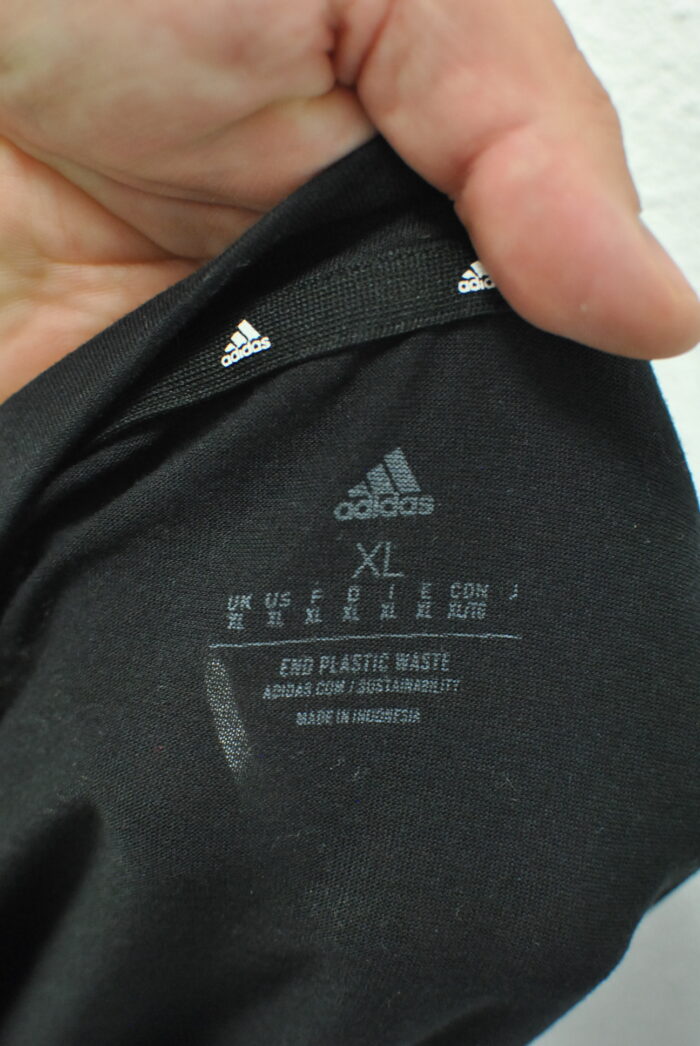 adidas
adidas
adidas
XL
UK US F D I E CDN J
XL XL XL XL XL XL XL/TG
END PLASTIC WASTE
ADIDAS.COM / SUSTAINABILITY
MADE IN INDONESIA